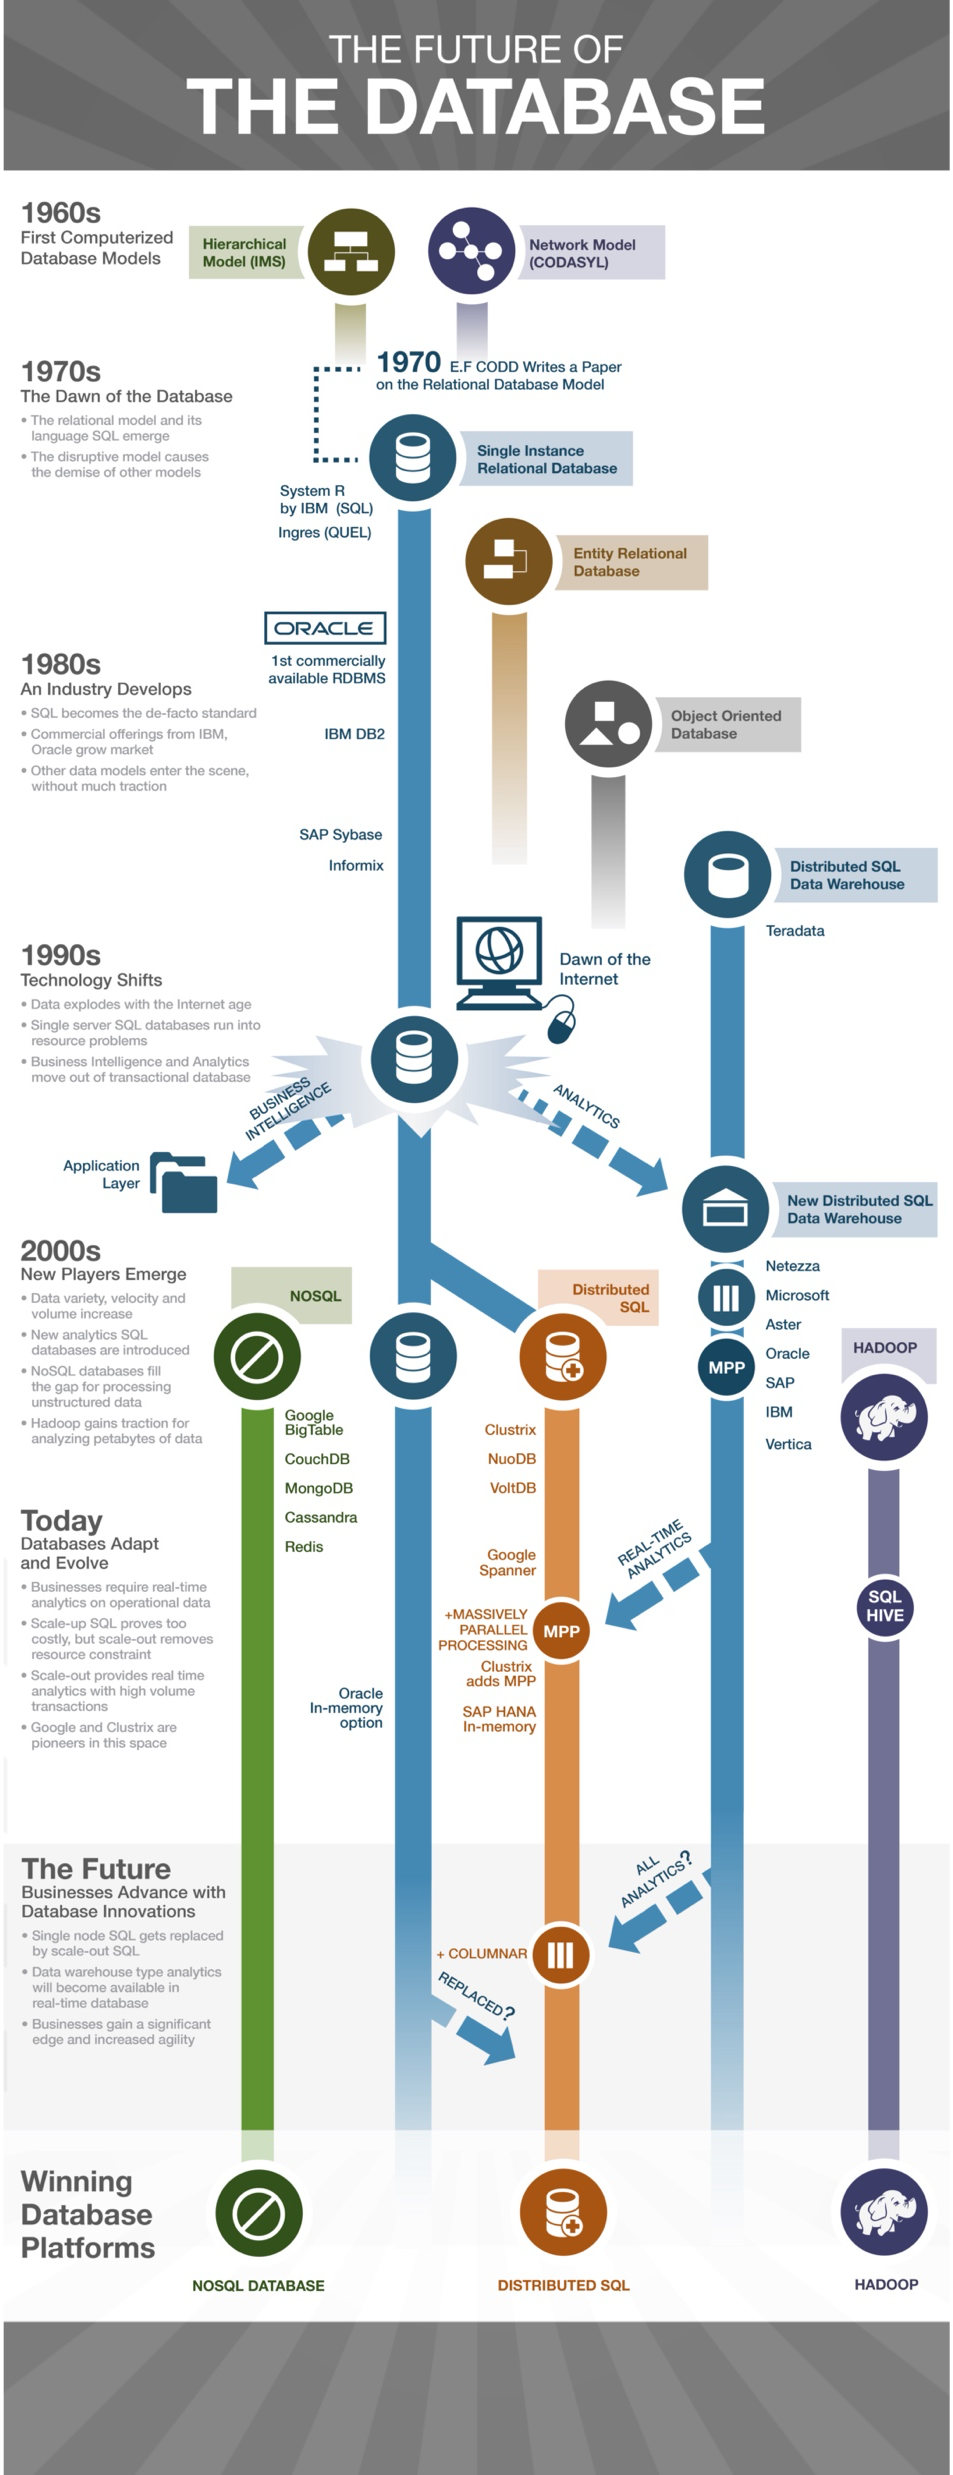 THE FUTURE OF
THE DATABASE
1960s
First Computerized
Database Models
Hierarchical
Model (IMS)
Network Model
(CODASYL)
1970s
The Dawn of the Database
• The relational model and its
language SQL emerge
• The disruptive model causes
the demise of other models
1970 E.F CODD Writes a Paper
on the Relational Database Model
Single Instance
Relational Database
System R
by IBM (SQL)
Ingres (QUEL)
Entity Relational
Database
ORACLE
1st commercially
available RDBMS
1980s
An Industry Develops
• SQL becomes the de-facto standard
• Commercial offerings from IBM,
Oracle grow market
• Other data models enter the scene,
without much traction
IBM DB2
Object Oriented
Database
SAP Sybase
Informix
Distributed SQL
Data Warehouse
Teradata
1990s
Technology Shifts
• Data explodes with the Internet age
• Single server SQL databases run into
resource problems
• Business Intelligence and Analytics
move out of transactional database
Dawn of the
Internet
BUSINESS
INTELLIGENCE
ANALYTICS
Application
Layer
New Distributed SQL
Data Warehouse
2000s
New Players Emerge
• Data variety, velocity and
volume increase
• New analytics SQL
databases are introduced
• NoSQL databases fill
the gap for processing
unstructured data
• Hadoop gains traction for
analyzing petabytes of data
NOSQL
Distributed
SQL
Netezza
Microsoft
Aster
Oracle
SAP
IBM
Vertica
MPP
HADOOP
Google
BigTable
CouchDB
MongoDB
Cassandra
Redis
Clustrix
NuoDB
VoltDB
Google
Spanner
Today
Databases Adapt
and Evolve
• Businesses require real-time
analytics on operational data
• Scale-up SQL proves too
costly, but scale-out removes
resource constraint
• Scale-out provides real time
analytics with high volume
transactions
• Google and Clustrix are
pioneers in this space
REAL-TIME
ANALYTICS
SQL
HIVE
+MASSIVELY
PARALLEL
PROCESSING
MPP
Clustrix
adds MPP
Oracle
In-memory
option
SAP HANA
In-memory
The Future
Businesses Advance with
Database Innovations
• Single node SQL gets replaced
by scale-out SQL
• Data warehouse type analytics
will become available in
real-time database
• Businesses gain a significant
edge and increased agility
ALL
ANALYTICS?
+ COLUMNAR
REPLACED?
Winning
Database
Platforms
NOSQL DATABASE
DISTRIBUTED SQL
HADOOP